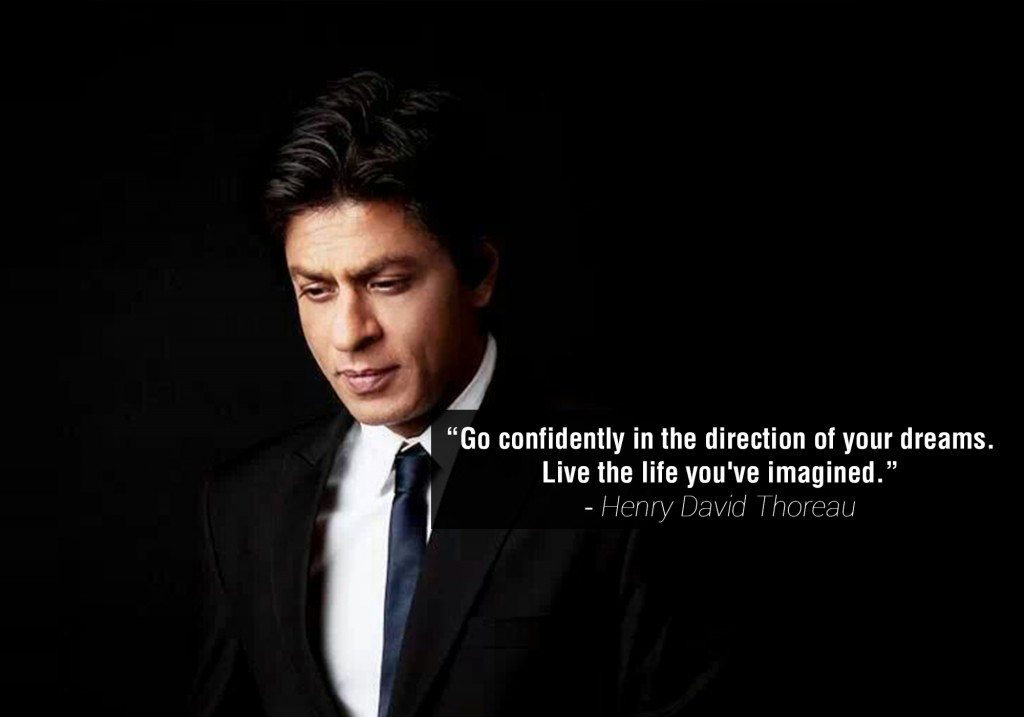 “Go confidently in the direction of your dreams.
Live the life you've imagined.”
- Henry David Thoreau